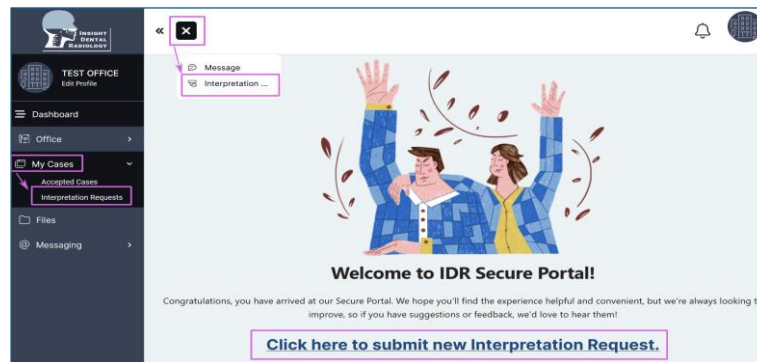 INSIGHT
DENTAL
RADIOLOGY
TEST OFFICE
Edit Profile
Dashboard
Office
My Cases
Accepted Cases
Interpretation Requests
Files
Messaging
Message
Interpretation ...
Welcome to IDR Secure Portal!
Congratulations, you have arrived at our Secure Portal. We hope you'll find the experience helpful and convenient, but we're always looking t
improve, so if you have suggestions or feedback, we'd love to hear them!
Click here to submit new Interpretation Request.